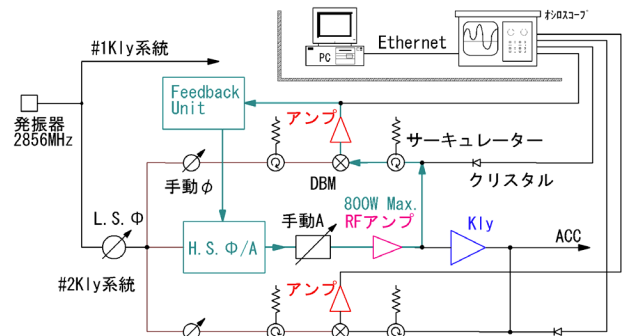 オシロスコープ
#1Kly系統
Ethernet
PC
Feedback
Unit
アンプ
発振器
2856MHz
サーキュレーター
手動φ
DBM
クリスタル
L.S.Φ
手動A
800W Max.
RFアンプ
Kly
H.S.Φ/A
ACC
#2Kly系統
アンプ